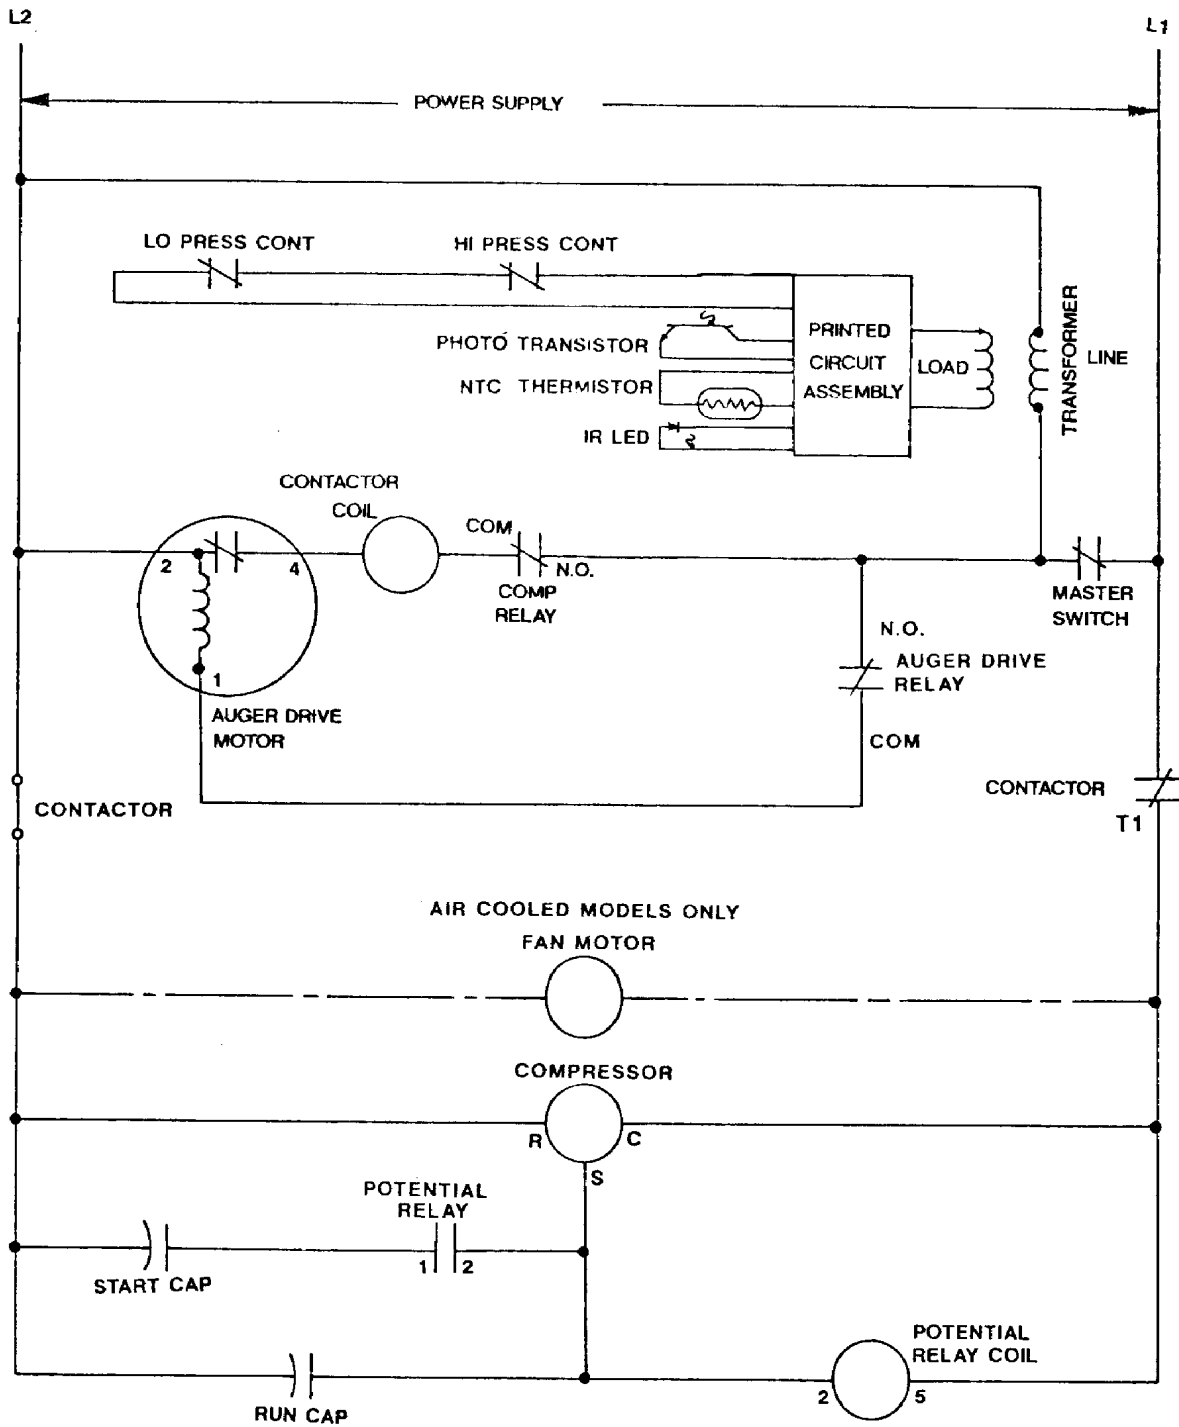 L2
L1
POWER SUPPLY
LO PRESS CONT
HI PRESS CONT
PHOTO TRANSISTOR
NTC THERMISTOR
IR LED
PRINTED
CIRCUIT
ASSEMBLY
LOAD
TRANSFORMER
LINE
CONTACTOR
COIL
COM
N.O.
COMP
RELAY
2
4
1
AUGER DRIVE
MOTOR
MASTER
SWITCH
N.O.
AUGER DRIVE
RELAY
COM
CONTACTOR
CONTACTOR
T1
AIR COOLED MODELS ONLY
FAN MOTOR
COMPRESSOR
R
C
S
POTENTIAL
RELAY
1
2
START CAP
POTENTIAL
RELAY COIL
2
5
RUN CAP